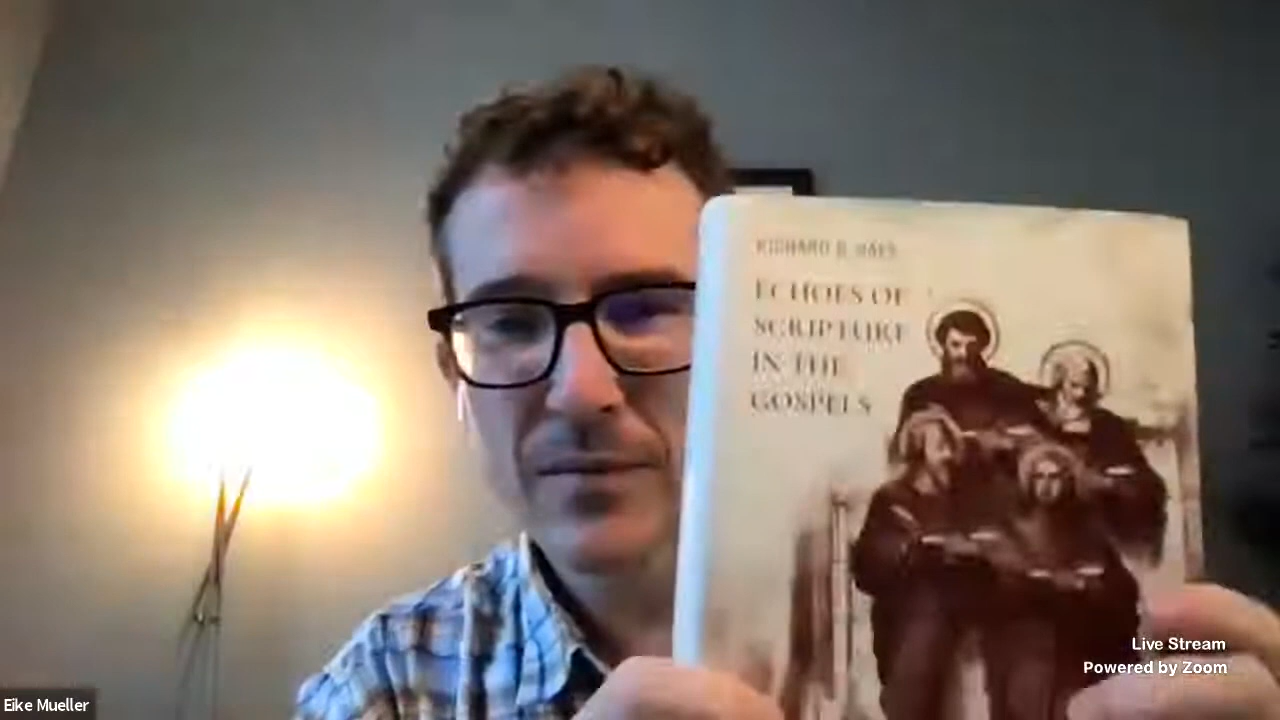 RICHARD B. HAYS
ECHOES OF
SCRIPTURE
IN THE
GOSPELS
Live Stream
Powered by Zoom
Eike Mueller